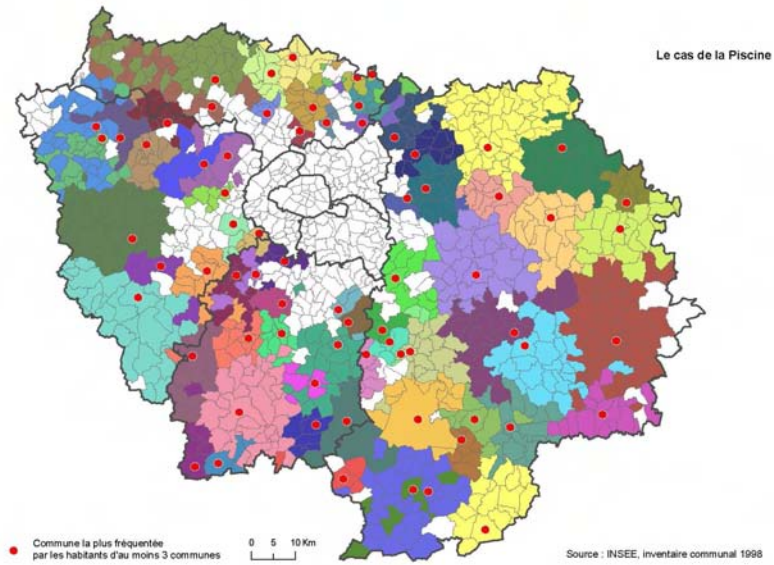 Le cas de la Piscine
Commune la plus fréquentée
par les habitants d'au moins 3 communes
0 5 10 Km
Source : INSEE, inventaire communal 1998